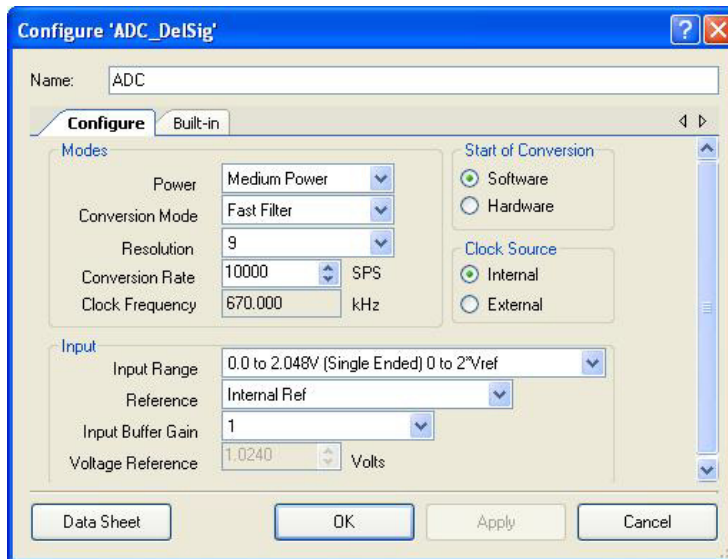 Configure 'ADC_DelSig'
Name: ADC
Configure Built-in
Modes
Power Medium Power
Conversion Mode Fast Filter
Resolution 9
Conversion Rate 10000 SPS
Clock Frequency 670.000 kHz
Start of Conversion
Software
Hardware
Clock Source
Internal
External
Input
Input Range 0.0 to 2.048V (Single Ended) 0 to 2*Vref
Reference Internal Ref
Input Buffer Gain 1
Voltage Reference 1.0240 Volts
Data Sheet OK Apply Cancel